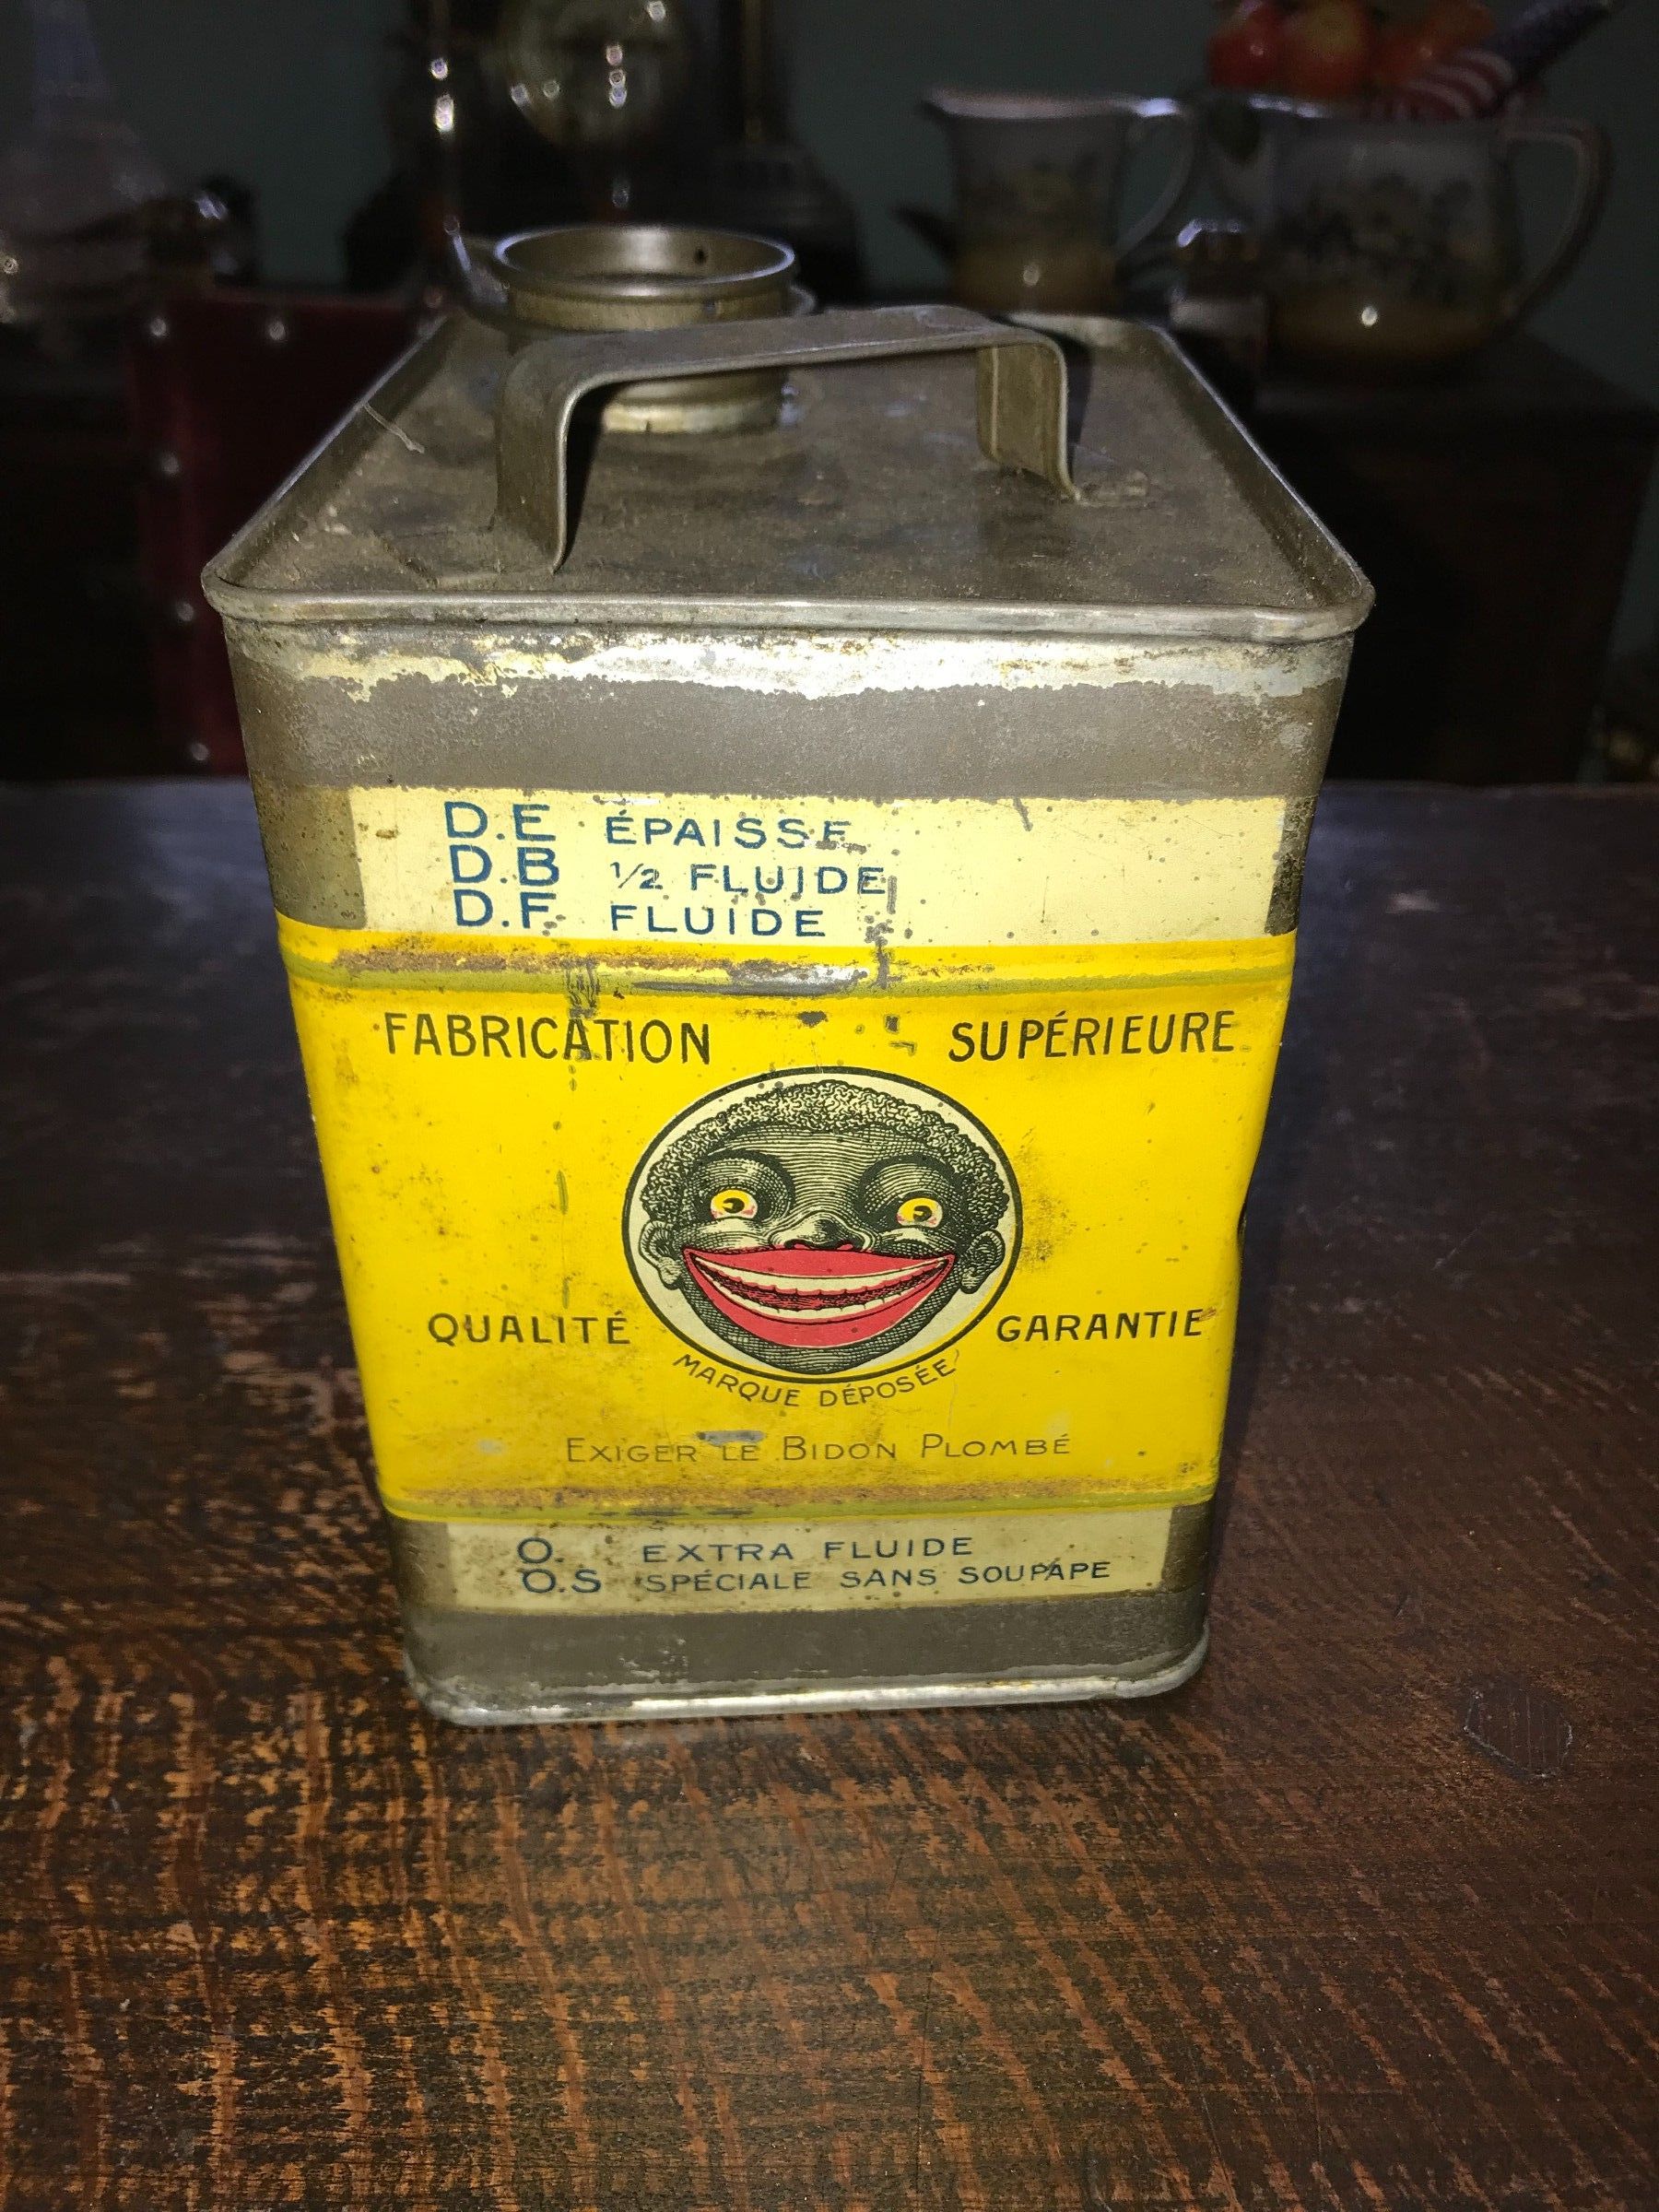 D.E ÉPAISSE
D.B ½ FLUIDE
D.F FLUIDE
FABRICATION SUPÉRIEURE
QUALITÉ GARANTIE
MARQUE DÉPOSÉE
EXIGER LE BIDON PLOMBÉ
O. EXTRA FLUIDE
O.S SPÉCIALE SANS SOUPAPE